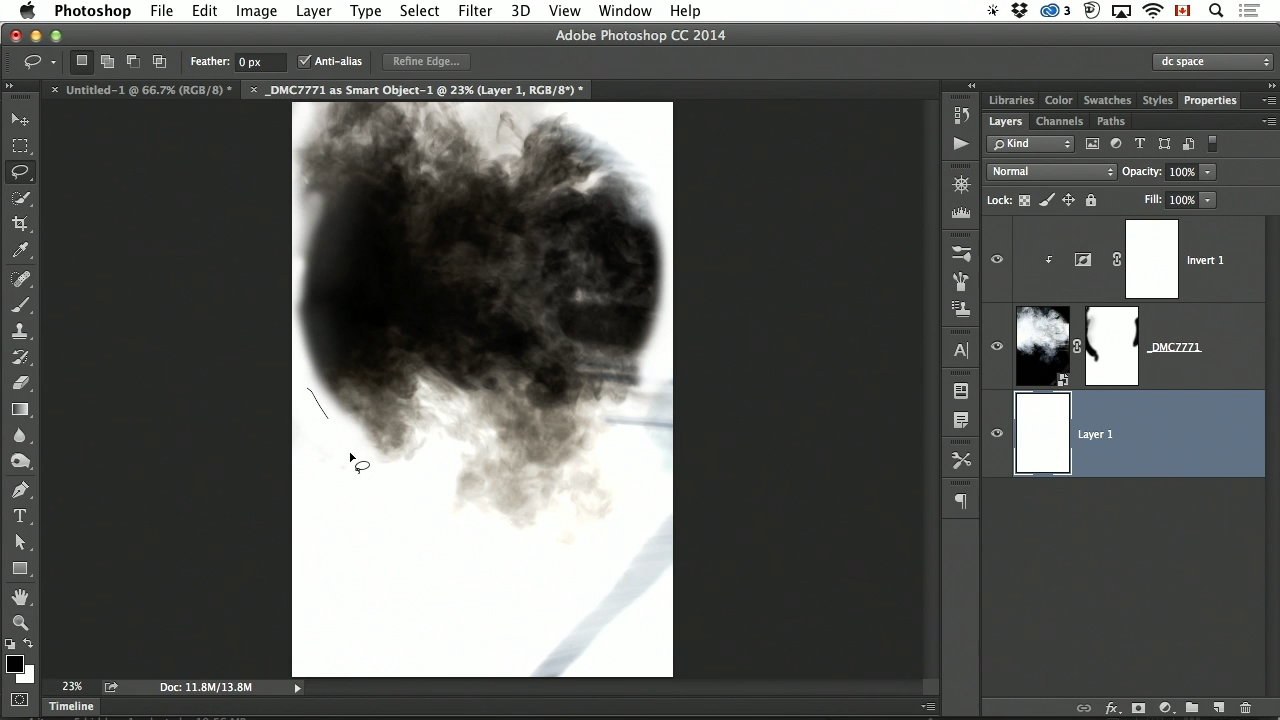 Photoshop File Edit Image Layer Type Select Filter 3D View Window Help 3
Adobe Photoshop CC 2014
Feather: 0 px Anti-alias Refine Edge... dc space
Untitled-1 @ 66.7% (RGB/8) * _DMC7771 as Smart Object-1 @ 23% (Layer 1, RGB/8*) *
Libraries Color Swatches Styles Properties
Layers Channels Paths
Kind
Normal Opacity: 100%
Lock: Fill: 100%
Invert 1
_DMC7771
Layer 1
23% Doc: 11.8M/13.8M
Timeline